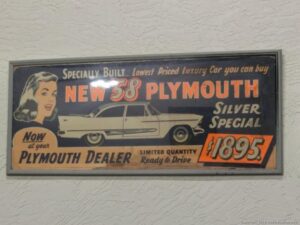 SPECIALLY BUILT Lowest Priced Luxury Car you can buy
NEW 58 PLYMOUTH
SILVER
SPECIAL
Now
at your
PLYMOUTH DEALER
LIMITED QUANTITY
Ready to Drive
$1895.